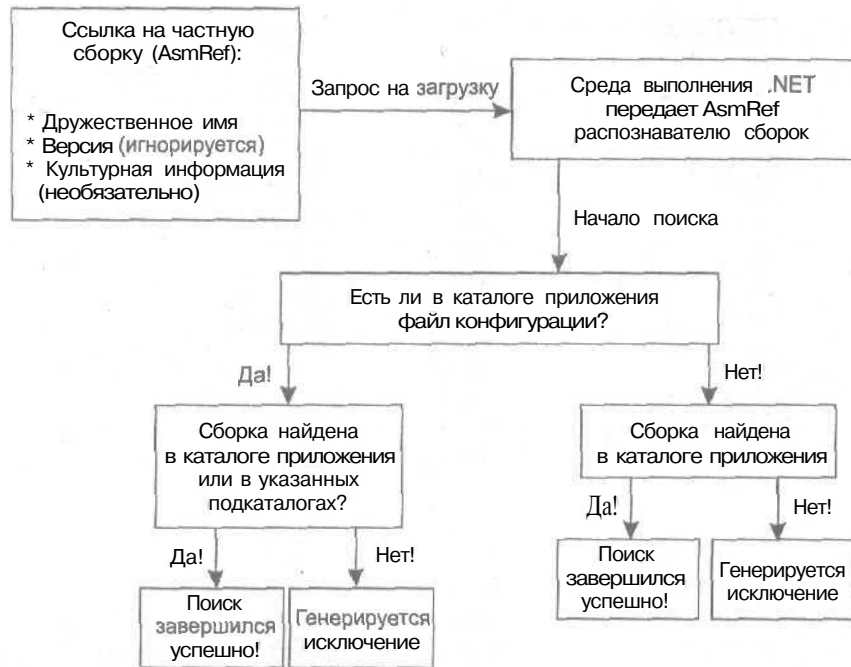 Ссылка на частную
сборку (AsmRef):
* Дружественное имя
* Версия (игнорируется)
* Культурная информация
(необязательно)
Запрос на загрузку
Среда выполнения .NET
передает AsmRef
распознавателю сборок
Начало поиска
Есть ли в каталоге приложения
файл конфигурации?
Да!
Нет!
Сборка найдена
в каталоге приложения
или в указанных
подкаталогах?
Сборка найдена
в каталоге приложения
Да!
Нет!
Да!
Нет!
Поиск
завершился
успешно!
Генерируется
исключение
Поиск
завершился
успешно!
Генерируется
исключение